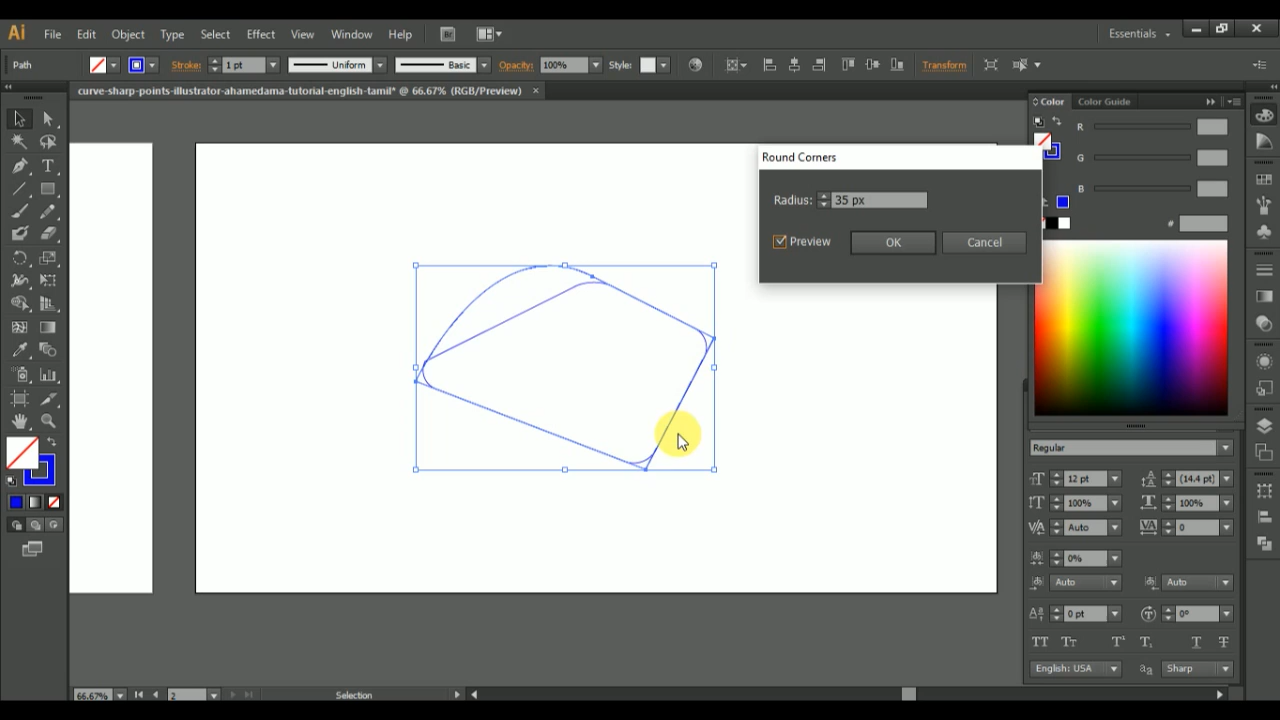 Ai File Edit Object Type Select Effect View Window Help Br Essentials
Path Stroke: 1 pt Uniform Basic Opacity: 100% Style: Transform
curve-sharp-points-illustrator-ahamedama-tutorial-english-tamil* @ 66.67% (RGB/Preview) ×
Color Color Guide
R
G
B
#
Round Corners
Radius: 35 px
Preview OK Cancel
Regular
12 pt (14.4 pt)
100% 100%
Auto 0
0%
Auto Auto
0 pt 0°
English: USA Sharp
66.67% 2 Selection